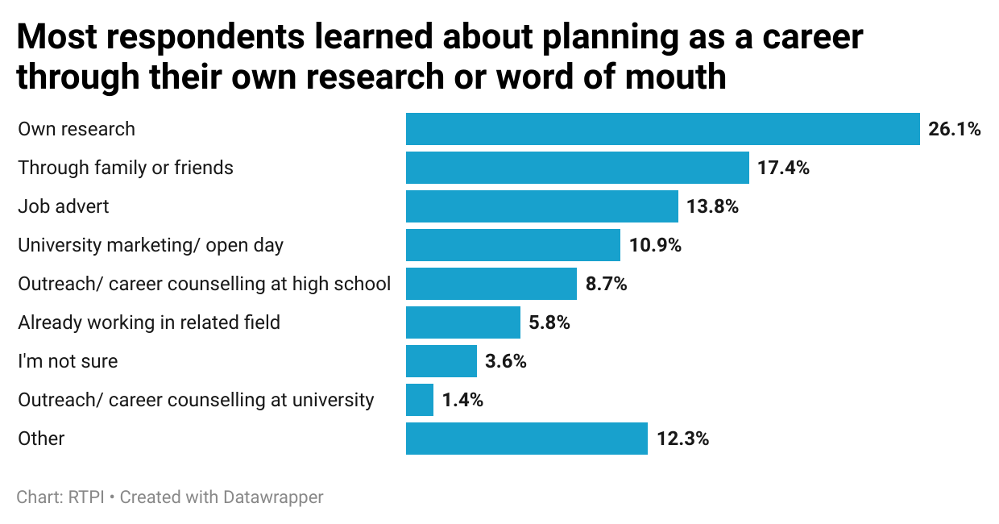 Most respondents learned about planning as a career
through their own research or word of mouth
Own research 26.1%
Through family or friends 17.4%
Job advert 13.8%
University marketing/ open day 10.9%
Outreach/ career counselling at high school 8.7%
Already working in related field 5.8%
I'm not sure 3.6%
Outreach/ career counselling at university 1.4%
Other 12.3%
Chart: RTPI • Created with Datawrapper